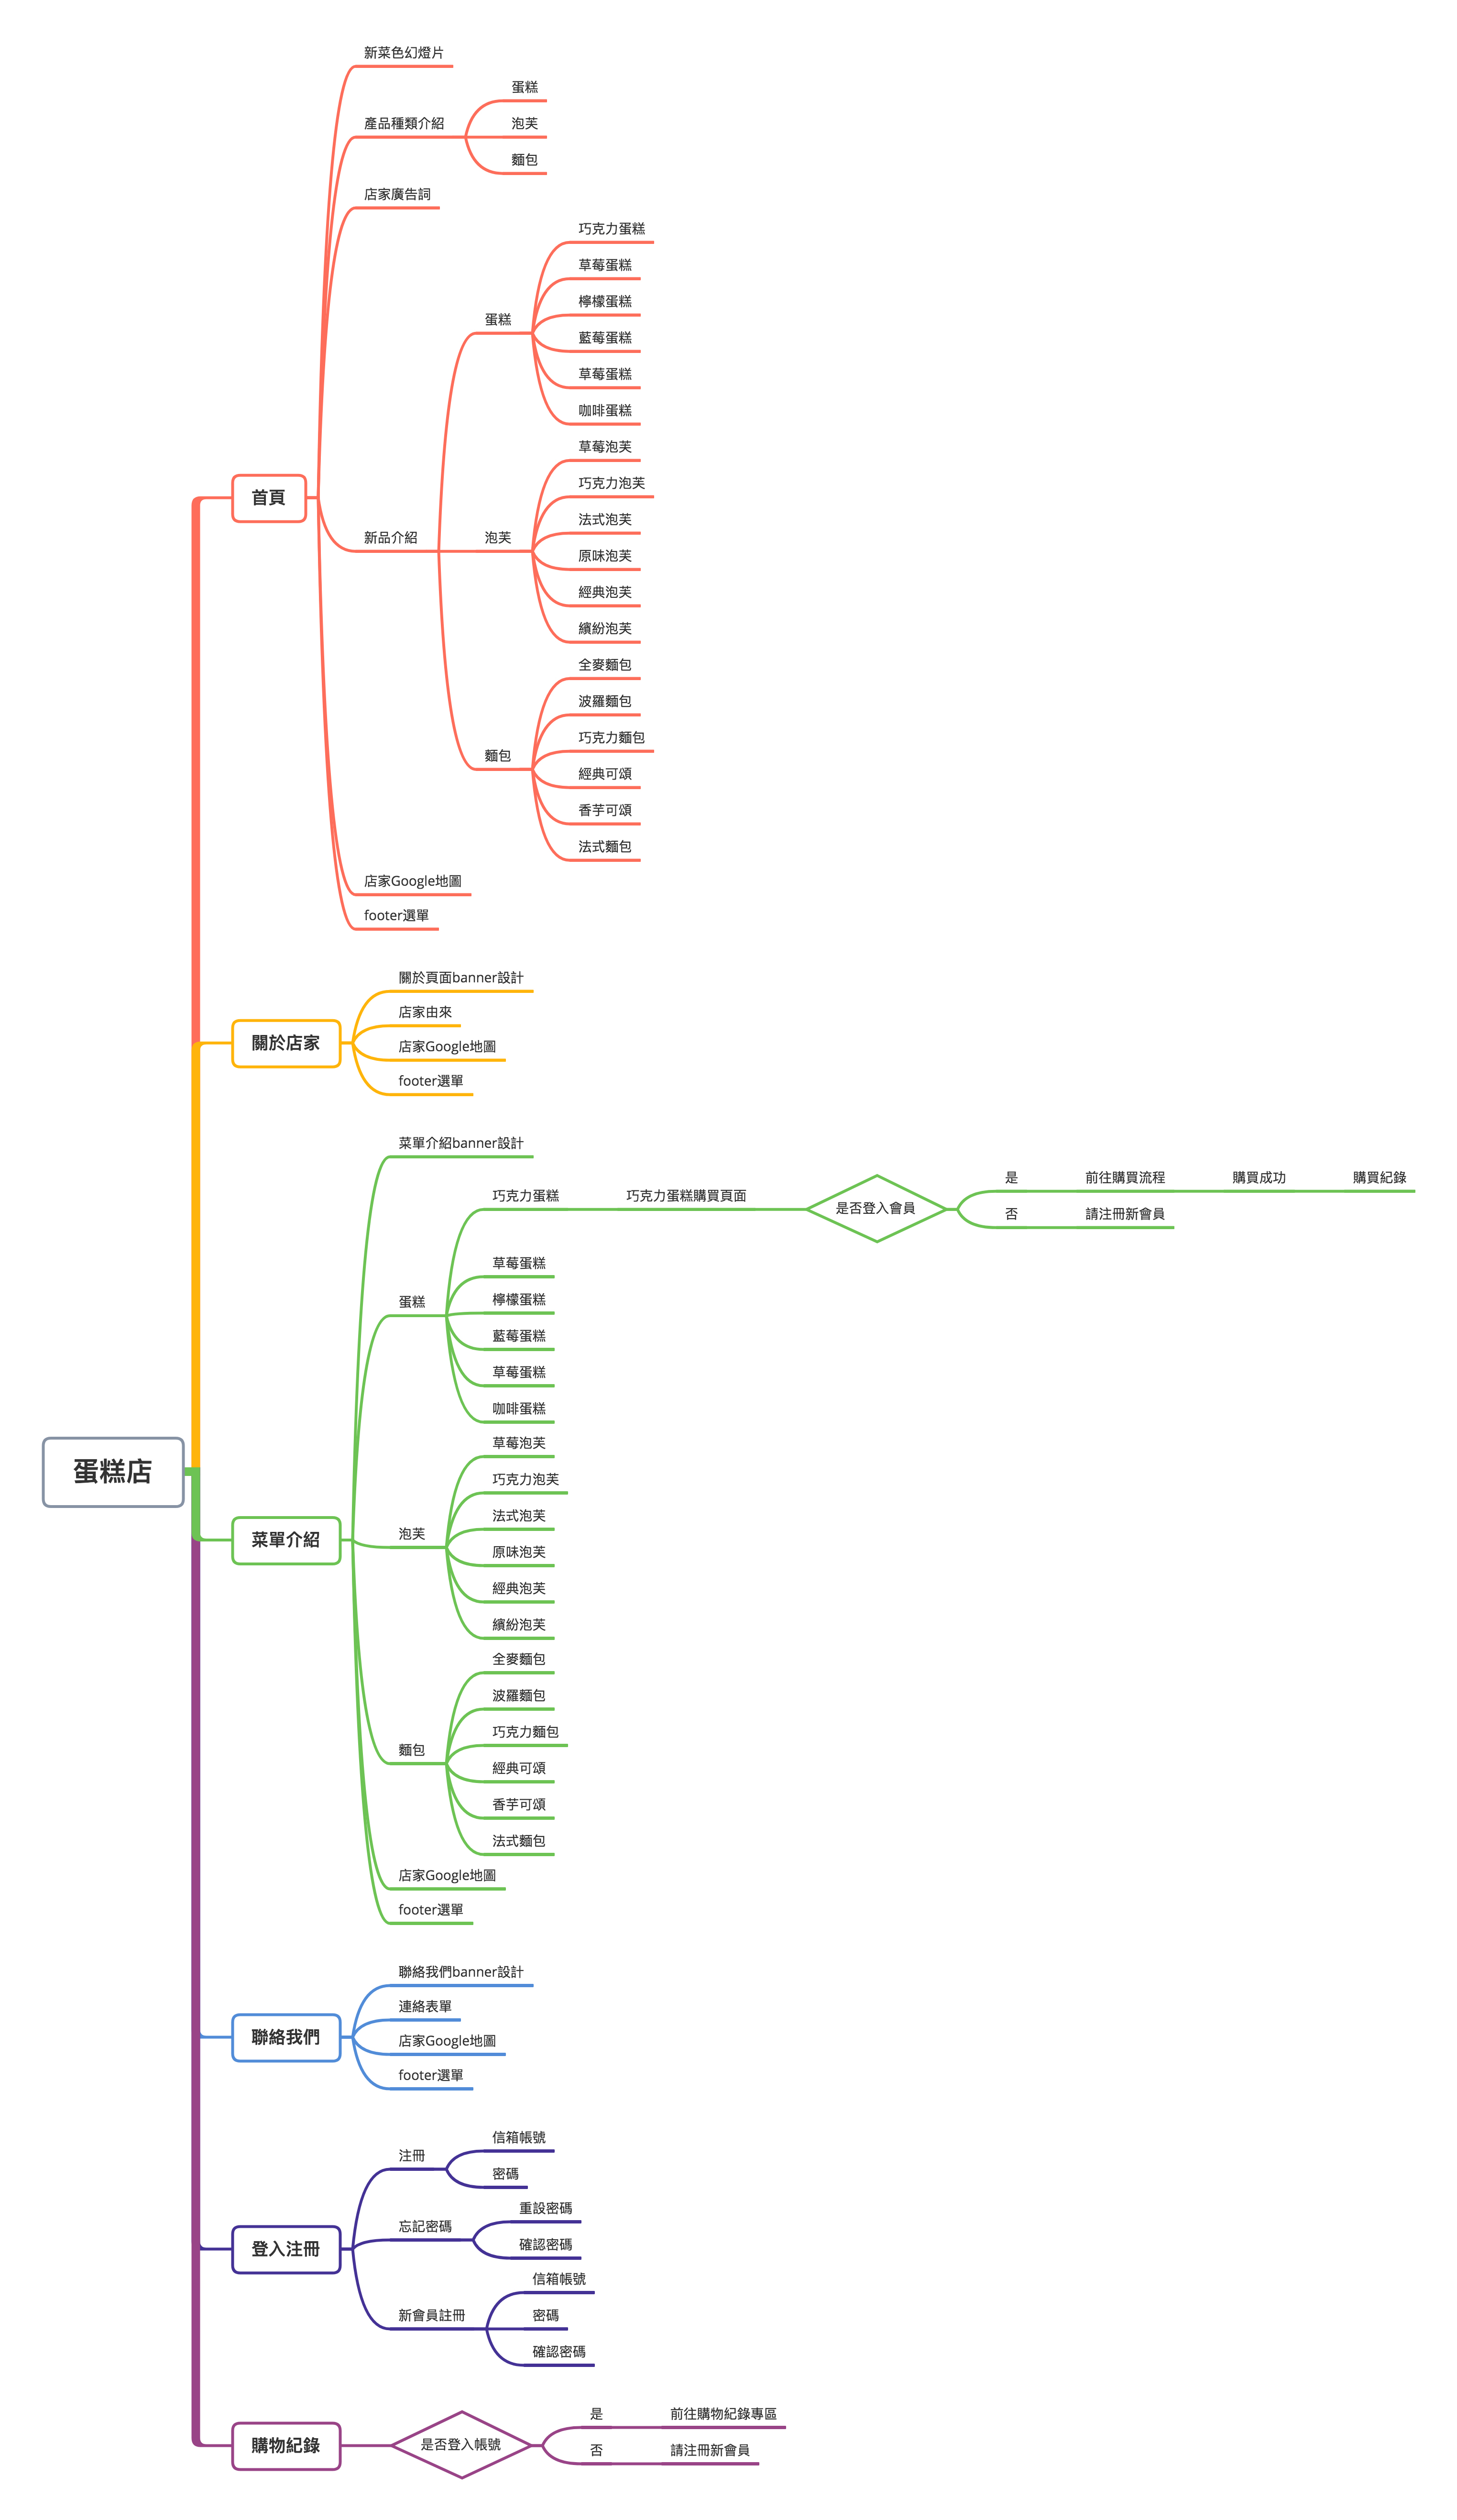 蛋糕店
首頁
新菜色幻燈片
產品種類介紹
蛋糕
泡芙
麵包
店家廣告詞
新品介紹
蛋糕
巧克力蛋糕
草莓蛋糕
檸檬蛋糕
藍莓蛋糕
草莓蛋糕
咖啡蛋糕
泡芙
草莓泡芙
巧克力泡芙
法式泡芙
原味泡芙
經典泡芙
繽紛泡芙
麵包
全麥麵包
波羅麵包
巧克力麵包
經典可頌
香芋可頌
法式麵包
店家Google地圖
footer選單
關於店家
關於頁面banner設計
店家由來
店家Google地圖
footer選單
菜單介紹
菜單介紹banner設計
蛋糕
巧克力蛋糕
巧克力蛋糕購買頁面
是否登入會員
是
前往購買流程
購買成功
購買紀錄
否
請注冊新會員
草莓蛋糕
檸檬蛋糕
藍莓蛋糕
草莓蛋糕
咖啡蛋糕
泡芙
草莓泡芙
巧克力泡芙
法式泡芙
原味泡芙
經典泡芙
繽紛泡芙
麵包
全麥麵包
波羅麵包
巧克力麵包
經典可頌
香芋可頌
法式麵包
店家Google地圖
footer選單
聯絡我們
聯絡我們banner設計
連絡表單
店家Google地圖
footer選單
登入注冊
注冊
信箱帳號
密碼
忘記密碼
重設密碼
確認密碼
新會員註冊
信箱帳號
密碼
確認密碼
購物紀錄
是否登入帳號
是
前往購物紀錄專區
否
請注冊新會員